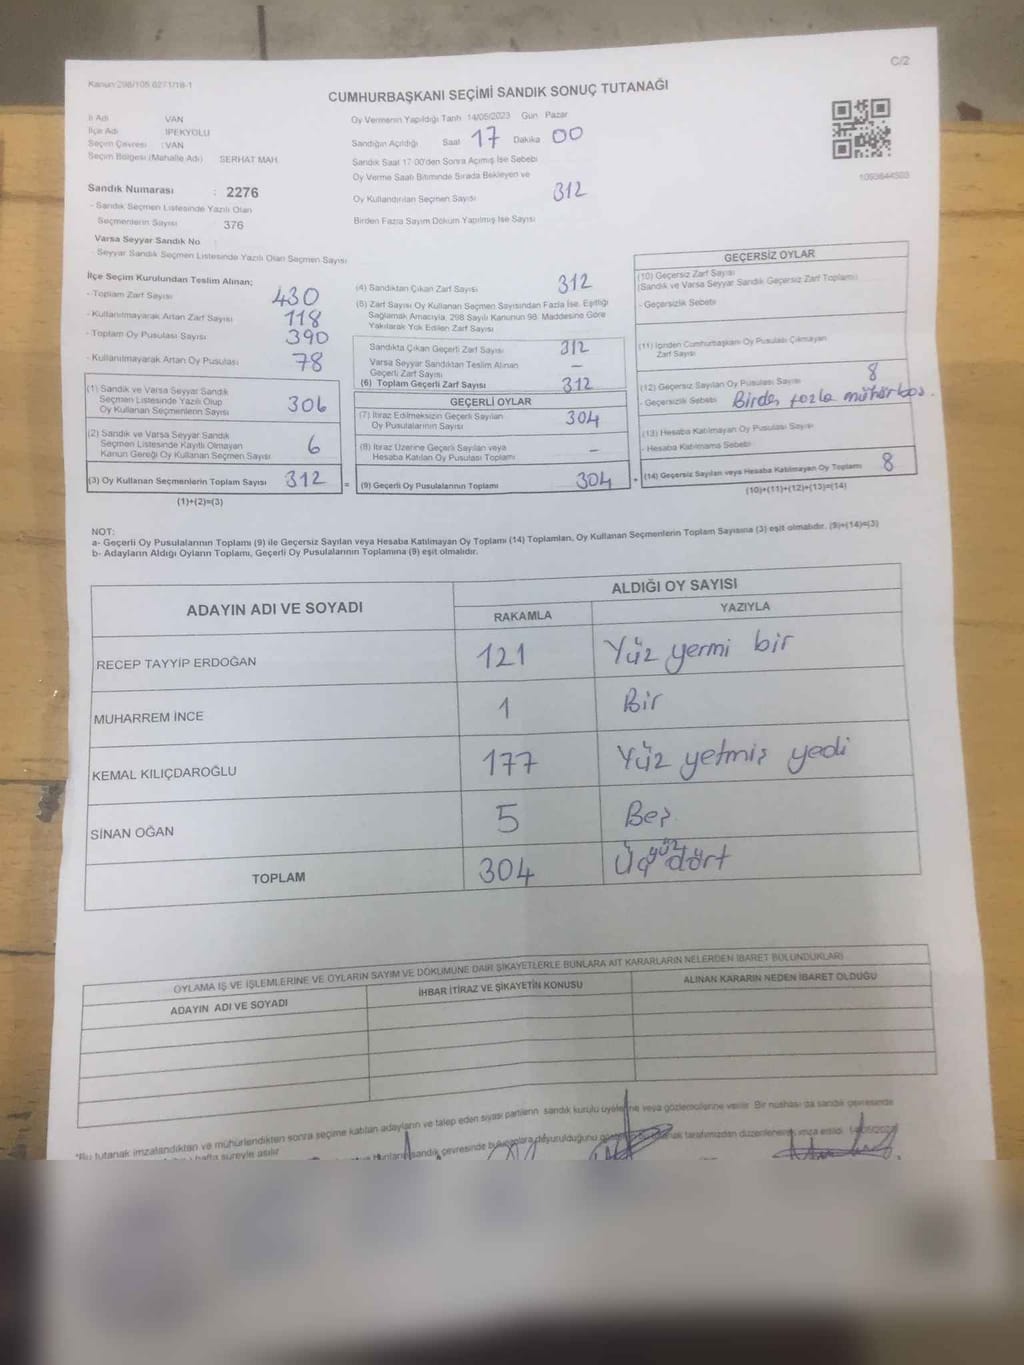 C/2
Kanun:298/105,6271/18-1
CUMHURBAŞKANI SEÇİMİ SANDIK SONUÇ TUTANAĞI
İli Adı VAN
İlçe Adı İPEKYOLU
Seçim Çevresi : VAN
Seçim Bölgesi (Mahalle Adı) SERHAT MAH.
Sandık Numarası : 2276
- Sandık Seçmen Listesinde Yazılı Olan
Seçmenlerin Sayısı 376
Varsa Seyyar Sandık No
- Seyyar Sandık Seçmen Listesinde Yazılı Olan Seçmen Sayısı
Oy Vermenin Yapıldığı Tarih 14/05/2023 Gün Pazar
Sandığın Açıldığı Saat 17 Dakika 00
Sandık Saat 17:00'den Sonra Açımış İse Sebebi
Oy Verme Saati Bitiminde Sırada Bekleyen ve
Oy Kullandırılan Seçmen Sayısı 312
Birden Fazla Sayım Döküm Yapılmış İse Sayısı
İlçe Seçim Kurulundan Teslim Alınan;
- Toplam Zarf Sayısı 430
- Kullanılmayarak Artan Zarf Sayısı 118
- Toplam Oy Pusulası Sayısı 390
- Kullanılmayarak Artan Oy Pusulası 78
(1) Sandık ve Varsa Seyyar Sandık
Seçmen Listesinde Yazılı Olup
Oy Kullanan Seçmenlerin Sayısı 306
(2) Sandık ve Varsa Seyyar Sandık
Seçmen Listesinde Kayıtlı Olmayan
Kanun Gereği Oy Kullanan Seçmen Sayısı 6
(3) Oy Kullanan Seçmenlerin Toplam Sayısı 312 =
(1)+(2)=(3)
(4) Sandıktan Çıkan Zarf Sayısı 312
(5) Zarf Sayısı Oy Kullanan Seçmen Sayısından Fazla İse, Eşitliği
Sağlamak Amacıyla, 298 Sayılı Kanunun 98. Maddesine Göre
Yakılarak Yok Edilen Zarf Sayısı
Sandıkta Çıkan Geçerli Zarf Sayısı 312
Varsa Seyyar Sandıktan Teslim Alınan
Geçerli Zarf Sayısı -
(6) Toplam Geçerli Zarf Sayısı 312
GEÇERLİ OYLAR
(7) İtiraz Edilmeksizin Geçerli Sayılan
Oy Pusulalarının Sayısı 304
(8) İtiraz Üzerine Geçerli Sayılan veya
Hesaba Katılan Oy Pusulası Toplamı -
(9) Geçerli Oy Pusulalarının Toplamı 304 +
GEÇERSİZ OYLAR
(10) Geçersiz Zarf Sayısı
(Sandık ve Varsa Seyyar Sandık Geçersiz Zarf Toplamı)
- Geçersizlik Sebebi
(11) İçinden Cumhurbaşkanı Oy Pusulası Çıkmayan
Zarf Sayısı
(12) Geçersiz Sayılan Oy Pusulası Sayısı 8
- Geçersizlik Sebebi Birden fazla mühürbas.
(13) Hesaba Katılmayan Oy Pusulası Sayısı
- Hesaba Katılmama Sebebi
(14) Geçersiz Sayılan veya Hesaba Katılmayan Oy Toplamı 8
(10)+(11)+(12)+(13)=(14)
NOT:
a- Geçerli Oy Pusulalarının Toplamı (9) ile Geçersiz Sayılan veya Hesaba Katılmayan Oy Toplamı (14) Toplamları, Oy Kullanan Seçmenlerin Toplam Sayısına (3) eşit olmalıdır. (9)+(14)=(3)
b- Adayların Aldığı Oyların Toplamı, Geçerli Oy Pusulalarının Toplamına (9) eşit olmalıdır.
ADAYIN ADI VE SOYADI
ALDIĞI OY SAYISI
RAKAMLA YAZIYLA
RECEP TAYYİP ERDOĞAN 121 Yüz yermi bir
MUHARREM İNCE 1 Bir
KEMAL KILIÇDAROĞLU 177 Yüz yetmiş yedi
SİNAN OĞAN 5 Beş
TOPLAM 304 Üç yüz dört
OYLAMA İŞ VE İŞLEMLERİNE VE OYLARIN SAYIM VE DÖKÜMÜNE DAİR ŞİKAYETLERLE BUNLARA AİT KARARLARIN NELERDEN İBARET BULUNDUKLARI
ADAYIN ADI VE SOYADI İHBAR İTİRAZ VE ŞİKAYETİN KONUSU ALINAN KARARIN NEDEN İBARET OLDUĞU
*Bu tutanak imzalandıktan ve mühürlendikten sonra seçime katılan adayların ve talep eden siyasi partilerin sandık kurulu üyelerine veya gözlemcilerine verilir. Bir nüshası da sandık çevresinde
hafta süreyle asılır.
sandık çevresinde bulunanlara duyurulduğunu tarafımızdan düzenlenerek imza edildi. 14/05/2023